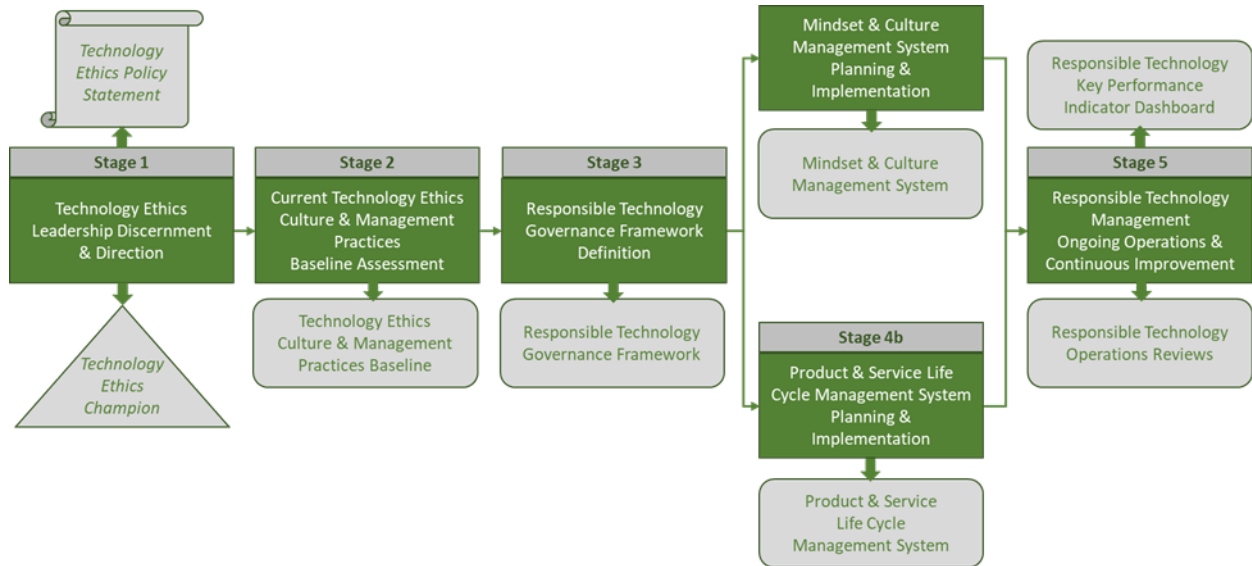 Technology
Ethics Policy
Statement
Stage 1
Technology Ethics
Leadership Discernment
& Direction
Technology
Ethics
Champion
Stage 2
Current Technology Ethics
Culture & Management
Practices
Baseline Assessment
Technology Ethics
Culture & Management
Practices Baseline
Stage 3
Responsible Technology
Governance Framework
Definition
Responsible Technology
Governance Framework
Mindset & Culture
Management System
Planning &
Implementation
Mindset & Culture
Management System
Stage 4b
Product & Service Life
Cycle Management System
Planning &
Implementation
Product & Service
Life Cycle
Management System
Responsible Technology
Key Performance
Indicator Dashboard
Stage 5
Responsible Technology
Management
Ongoing Operations &
Continuous Improvement
Responsible Technology
Operations Reviews